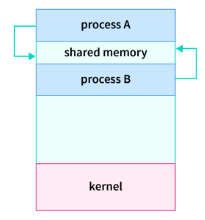 process A
shared memory
process B
kernel